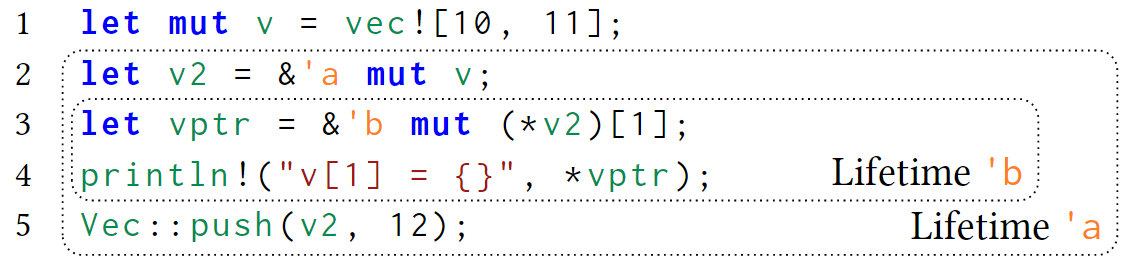 1 let mut v = vec![10, 11];
2 let v2 = &'a mut v;
3 let vptr = &'b mut (*v2)[1];
4 println!("v[1] = {}", *vptr); Lifetime 'b
5 Vec::push(v2, 12); Lifetime 'a